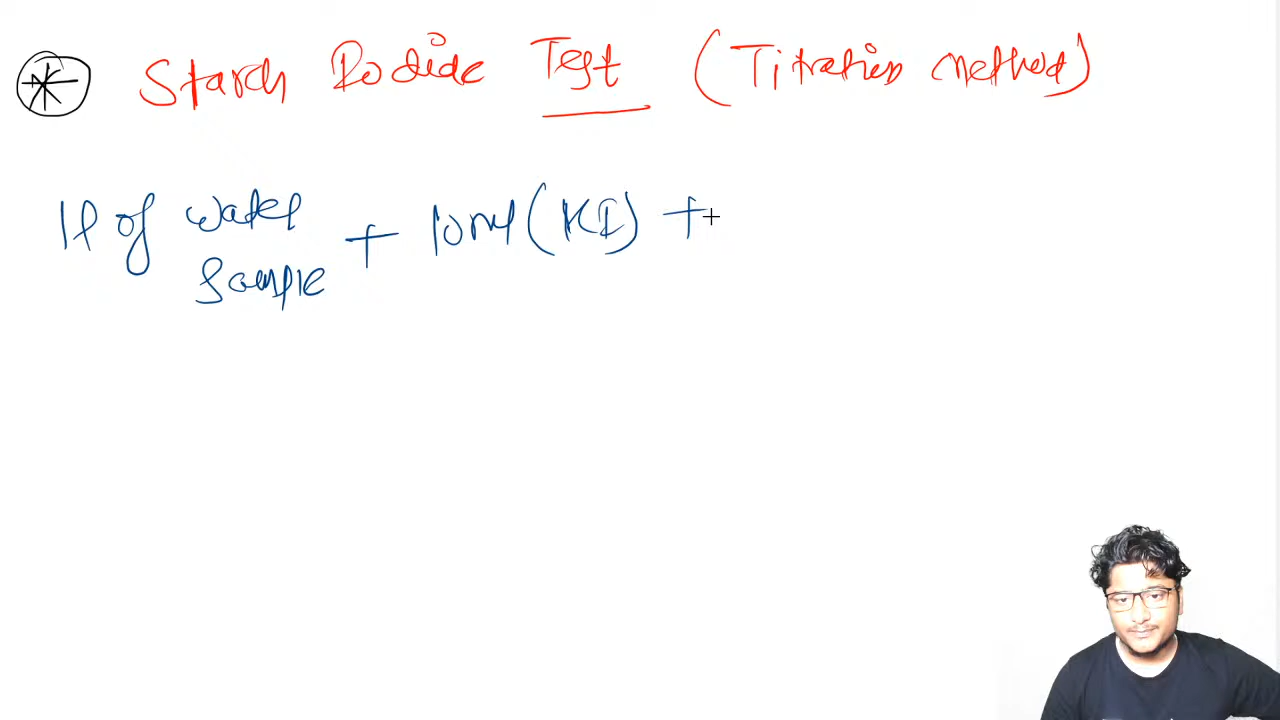 Starch Iodide Test (Titration method)
1l of water sample + 10ml (KI) +